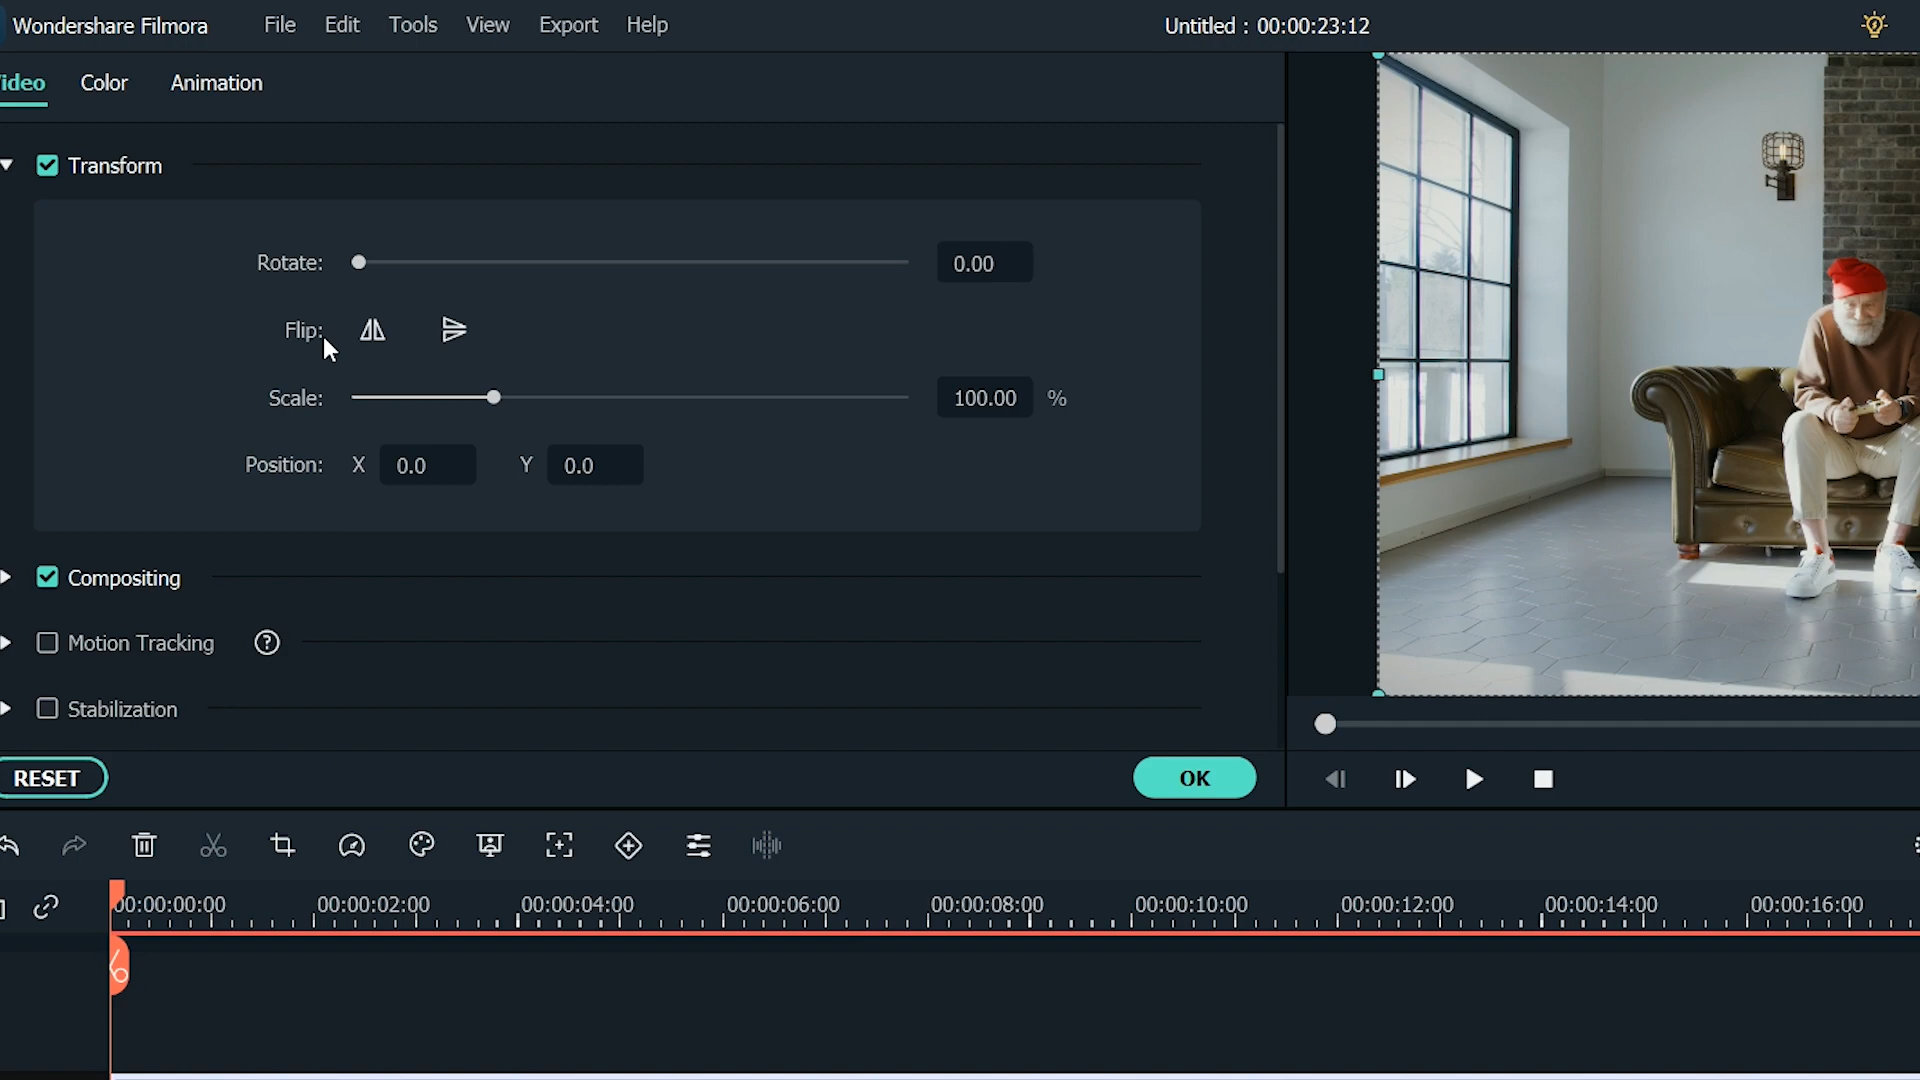 Wondershare Filmora File Edit Tools View Export Help Untitled : 00:00:23:12
ideo Color Animation
Transform
Rotate: 0.00
Flip:
Scale: 100.00 %
Position: X 0.0 Y 0.0
Compositing
Motion Tracking ?
Stabilization
RESET OK
00:00:00:00 00:00:02:00 00:00:04:00 00:00:06:00 00:00:08:00 00:00:10:00 00:00:12:00 00:00:14:00 00:00:16:00